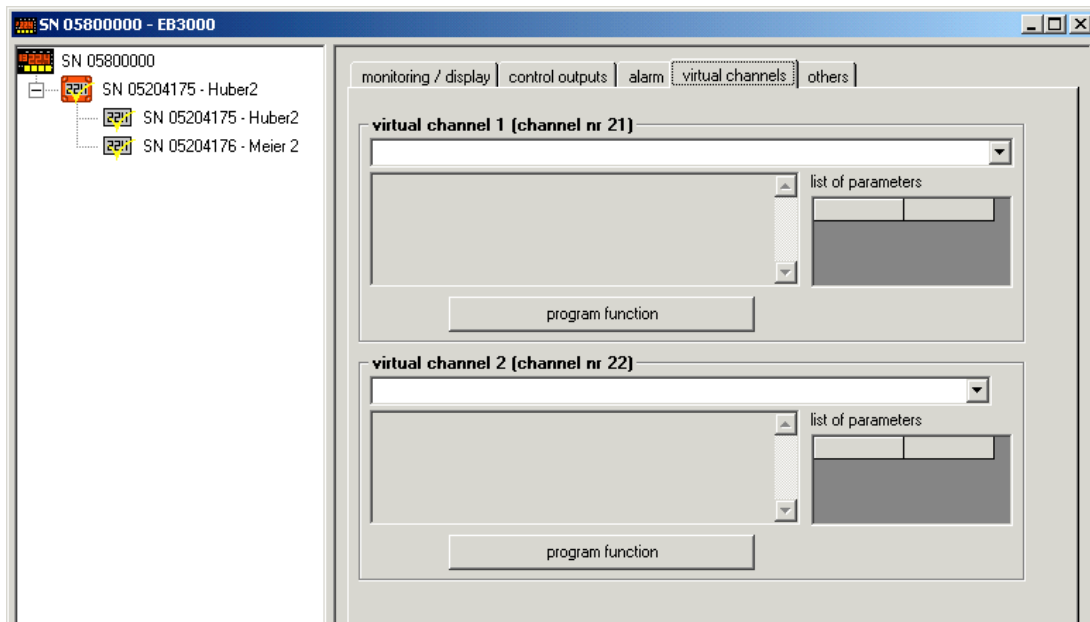 SN 05800000 - EB3000
SN 05800000
SN 05204175 - Huber2
SN 05204175 - Huber2
SN 05204176 - Meier 2
monitoring / display control outputs alarm virtual channels others
virtual channel 1 (channel nr 21)
list of parameters
program function
virtual channel 2 (channel nr 22)
list of parameters
program function